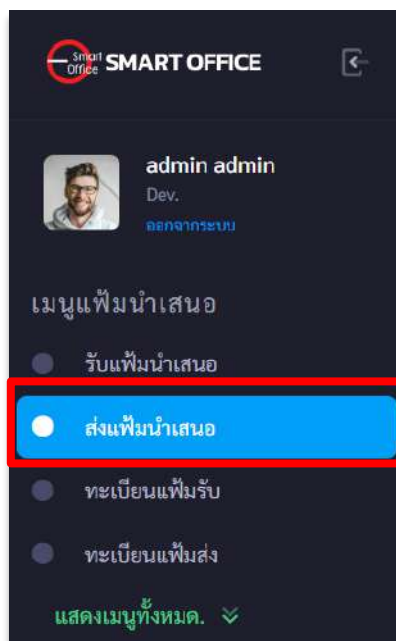 Smart
Office SMART OFFICE
admin admin
Dev.
ออกจากระบบ
เมนูแฟ้มนำเสนอ
รับแฟ้มนำเสนอ
ส่งแฟ้มนำเสนอ
ทะเบียนแฟ้มรับ
ทะเบียนแฟ้มส่ง
แสดงเมนูทั้งหมด.